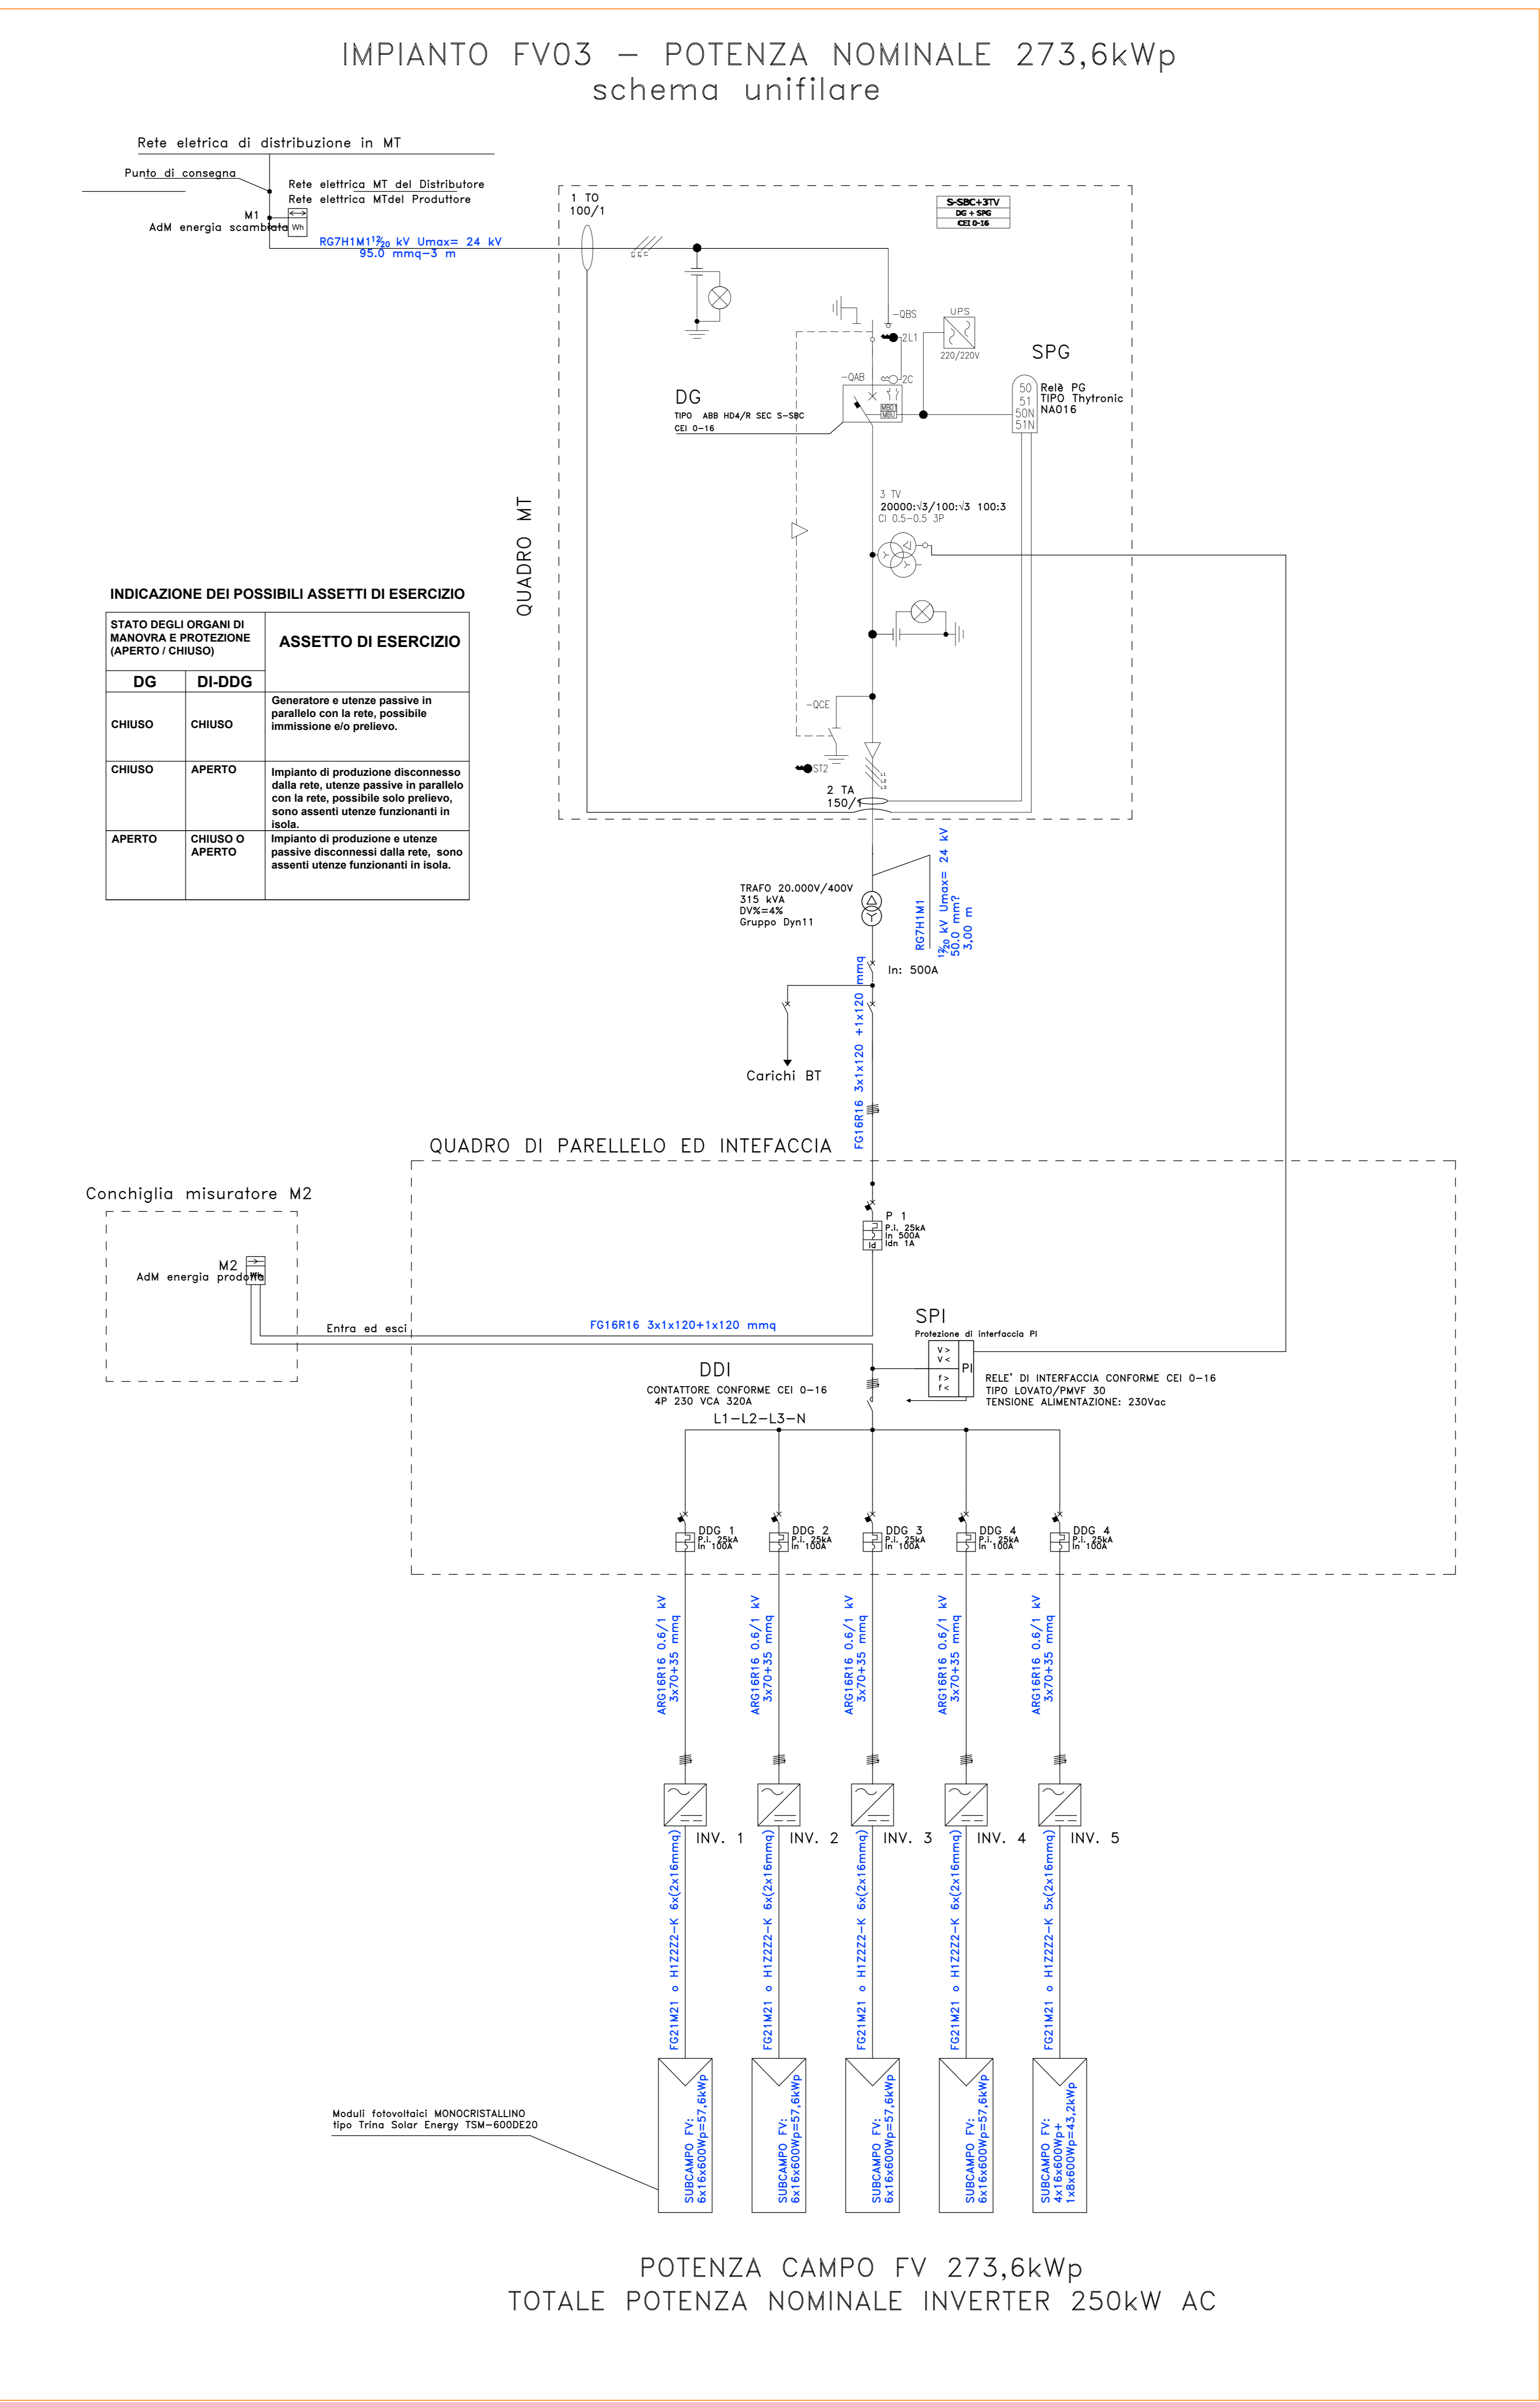 IMPIANTO FV03 – POTENZA NOMINALE 273,6kWp
schema unifilare
Rete eletrica di distribuzione in MT
Punto di consegna
Rete elettrica MT del Distributore
Rete elettrica MTdel Produttore
M1
AdM energia scambiata
Wh
RG7H1M1 12/20 kV Umax= 24 kV
95.0 mmq–3 m
1 TO
100/1
S-SBC+3TV
DG + SPG
CEI 0-16
-QBS
2L1
UPS
220/220V
SPG
-QAB
2C
DG
TIPO ABB HD4/R SEC S-SBC
CEI 0-16
MBO1
MBU
50
51
50N
51N
Relè PG
TIPO Thytronic
NA016
QUADRO MT
3 TV
20000:√3/100:√3 100:3
Cl 0.5-0.5 3P
-QCE
ST2
L1
L2
L3
2 TA
150/1
INDICAZIONE DEI POSSIBILI ASSETTI DI ESERCIZIO
STATO DEGLI ORGANI DI
MANOVRA E PROTEZIONE
(APERTO / CHIUSO)
ASSETTO DI ESERCIZIO
DG
DI-DDG
CHIUSO
CHIUSO
Generatore e utenze passive in
parallelo con la rete, possibile
immissione e/o prelievo.
CHIUSO
APERTO
Impianto di produzione disconnesso
dalla rete, utenze passive in parallelo
con la rete, possibile solo prelievo,
sono assenti utenze funzionanti in
isola.
APERTO
CHIUSO O
APERTO
Impianto di produzione e utenze
passive disconnessi dalla rete, sono
assenti utenze funzionanti in isola.
TRAFO 20.000V/400V
315 kVA
DV%=4%
Gruppo Dyn11
RG7H1M1
12/20 kV Umax= 24 kV
50.0 mm?
3,00 m
In: 500A
FG16R16 3x1x120 +1x120 mmq
Carichi BT
QUADRO DI PARELLELO ED INTEFACCIA
Conchiglia misuratore M2
M2
AdM energia prodotta
Wh
P 1
P.i. 25kA
In 500A
Idn 1A
Id
Entra ed esci
FG16R16 3x1x120+1x120 mmq
SPI
Protezione di interfaccia PI
V >
V <
f >
f <
PI
RELE' DI INTERFACCIA CONFORME CEI 0-16
TIPO LOVATO/PMVF 30
TENSIONE ALIMENTAZIONE: 230Vac
DDI
CONTATTORE CONFORME CEI 0-16
4P 230 VCA 320A
L1-L2-L3-N
DDG 1
P.i. 25kA
In 100A
DDG 2
P.i. 25kA
In 100A
DDG 3
P.i. 25kA
In 100A
DDG 4
P.i. 25kA
In 100A
DDG 4
P.i. 25kA
In 100A
ARG16R16 0.6/1 kV
3x70+35 mmq
ARG16R16 0.6/1 kV
3x70+35 mmq
ARG16R16 0.6/1 kV
3x70+35 mmq
ARG16R16 0.6/1 kV
3x70+35 mmq
ARG16R16 0.6/1 kV
3x70+35 mmq
INV. 1
INV. 2
INV. 3
INV. 4
INV. 5
FG21M21 o H1Z2Z2-K 6x(2x16mmq)
FG21M21 o H1Z2Z2-K 6x(2x16mmq)
FG21M21 o H1Z2Z2-K 6x(2x16mmq)
FG21M21 o H1Z2Z2-K 6x(2x16mmq)
FG21M21 o H1Z2Z2-K 5x(2x16mmq)
Moduli fotovoltaici MONOCRISTALLINO
tipo Trina Solar Energy TSM-600DE20
SUBCAMPO FV:
6x16x600Wp=57,6kWp
SUBCAMPO FV:
6x16x600Wp=57,6kWp
SUBCAMPO FV:
6x16x600Wp=57,6kWp
SUBCAMPO FV:
6x16x600Wp=57,6kWp
SUBCAMPO FV:
4x16x600Wp+
1x8x600Wp=43,2kWp
POTENZA CAMPO FV 273,6kWp
TOTALE POTENZA NOMINALE INVERTER 250kW AC